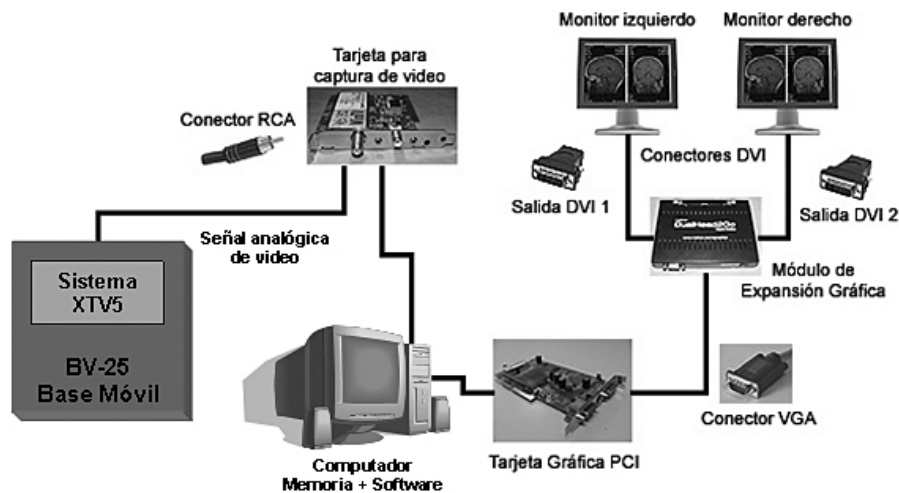 Monitor izquierdo
Monitor derecho
Tarjeta para
captura de video
Conector RCA
Conectores DVI
Salida DVI 1
Salida DVI 2
DualHead2Go
Señal analógica
de video
Sistema
XTV5
BV-25
Base Móvil
Módulo de
Expansión Gráfica
Conector VGA
Tarjeta Gráfica PCI
Computador
Memoria + Software